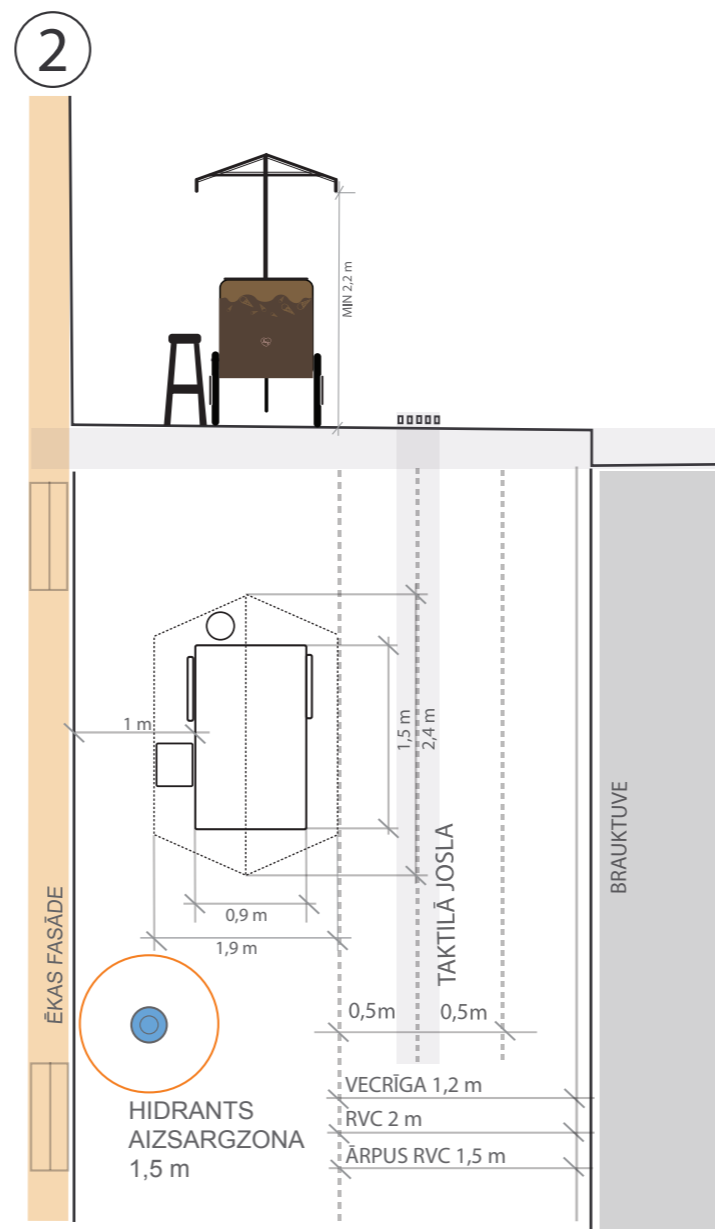 2
MIN 2,2 m
1 m
1,5 m
2,4 m
0,9 m
1,9 m
ĒKAS FASĀDE
TAKTILĀ JOSLA
BRAUKTUVE
0,5m
0,5m
HIDRANTS
AIZSARGZONA
1,5 m
VECRĪGA 1,2 m
RVC 2 m
ĀRPUS RVC 1,5 m